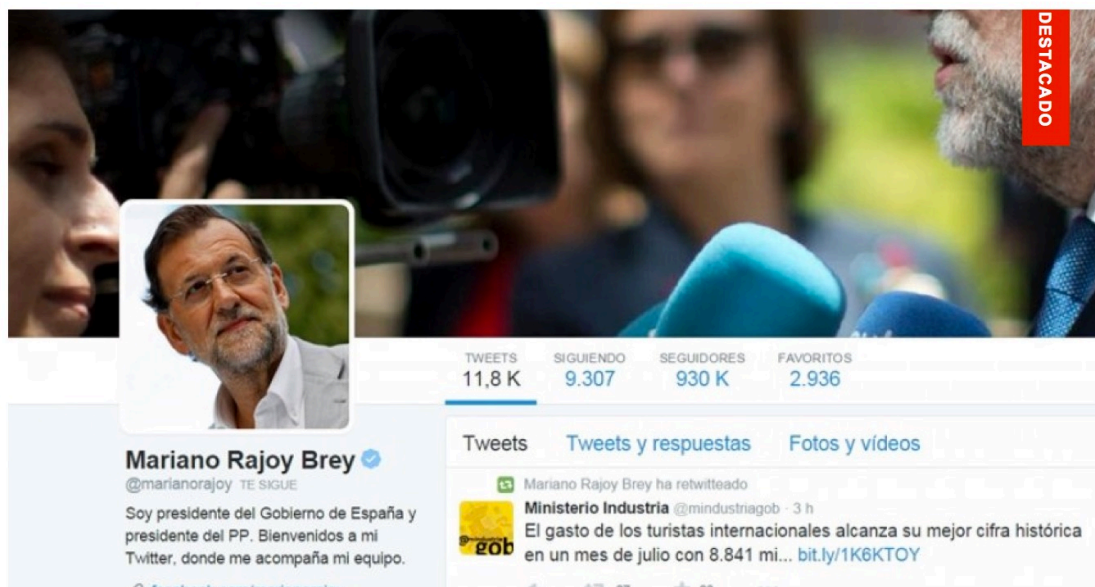 DESTACADO
TWEETS SIGUIENDO SEGUIDORES FAVORITOS
11,8 K 9.307 930 K 2.936
Mariano Rajoy Brey
@marianorajoy TE SIGUE
Soy presidente del Gobierno de España y
presidente del PP. Bienvenidos a mi
Twitter, donde me acompaña mi equipo.
Tweets Tweets y respuestas Fotos y vídeos
Mariano Rajoy Brey ha retwitteado
Ministerio Industria @mindustriagob · 3 h
@mindustria
gob
El gasto de los turistas internacionales alcanza su mejor cifra histórica
en un mes de julio con 8.841 mi... bit.ly/1K6KTOY